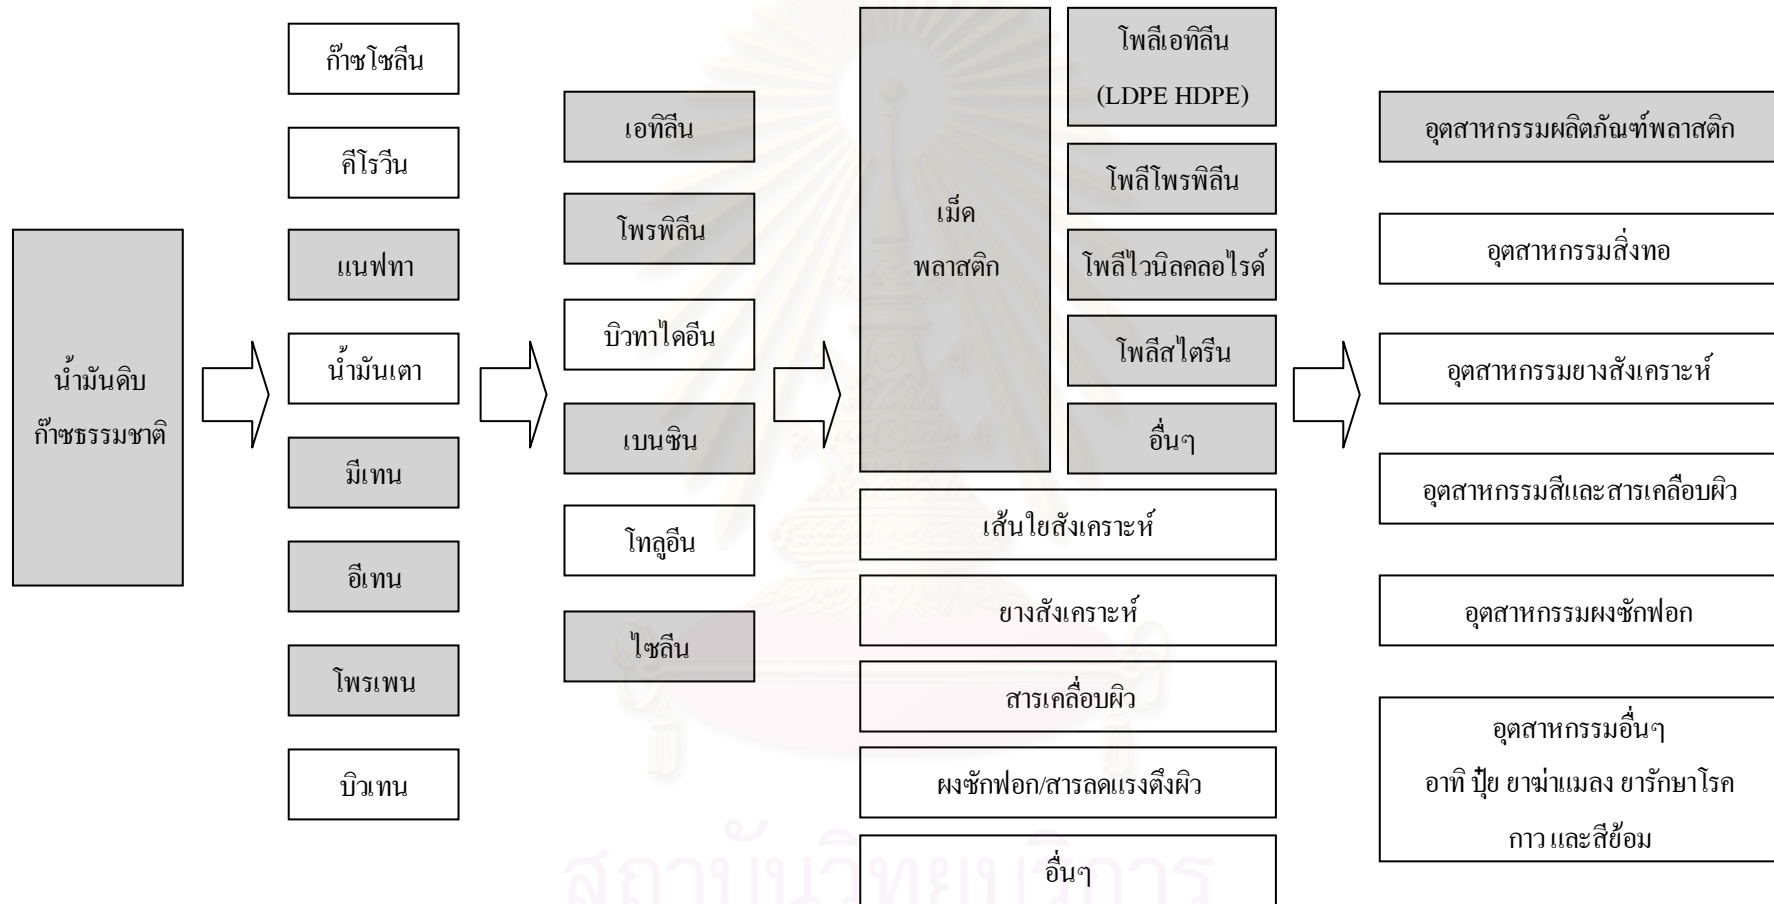 น้ำมันดิบ
ก๊าซธรรมชาติ
ก๊าซโซลีน
คีโรวีน
แนฟทา
น้ำมันเตา
มีเทน
อีเทน
โพรเพน
บิวเทน
เอทิลีน
โพรพิลีน
บิวทาไดอีน
เบนซิน
โทลูอีน
ไซลีน
เม็ด
พลาสติก
โพลีเอทิลีน
(LDPE HDPE)
โพลีโพรพิลีน
โพลีไวนิลคลอไรด์
โพลีสไตรีน
อื่นๆ
เส้นใยสังเคราะห์
ยางสังเคราะห์
สารเคลื่อบผิว
ผงซักฟอก/สารลดแรงตึงผิว
อื่นๆ
อุตสาหกรรมผลิตภัณฑ์พลาสติก
อุตสาหกรรมสิ่งทอ
อุตสาหกรรมยางสังเคราะห์
อุตสาหกรรมสีและสารเคลือบผิว
อุตสาหกรรมผงซักฟอก
อุตสาหกรรมอื่นๆ
อาทิ ปุ๋ย ยาฆ่าแมลง ยารักษาโรค
กาว และสีย้อม
สถาบันวิทยบริการ